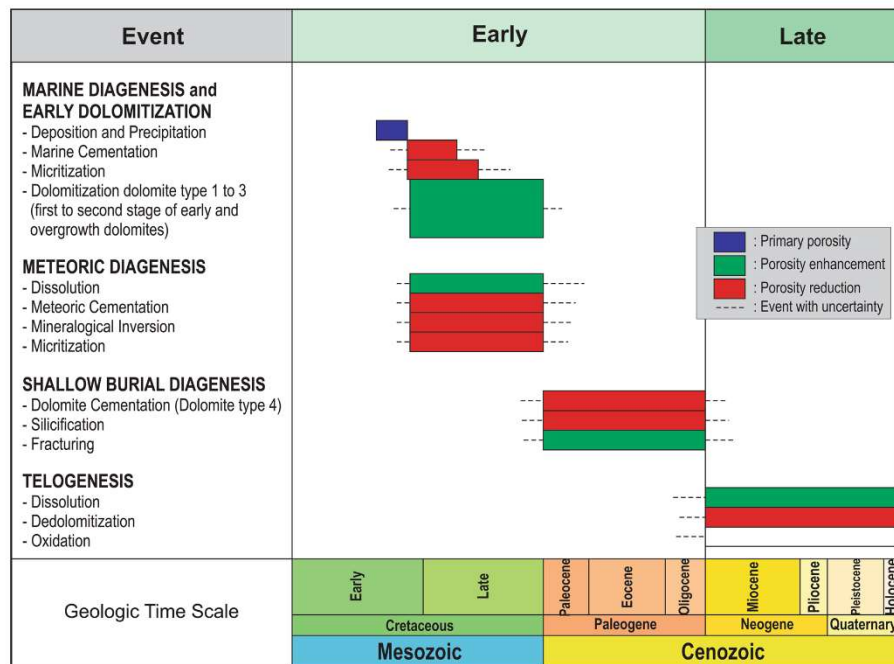 Event
Early
Late
MARINE DIAGENESIS and
EARLY DOLOMITIZATION
- Deposition and Precipitation
- Marine Cementation
- Micritization
- Dolomitization dolomite type 1 to 3
(first to second stage of early and
overgrowth dolomites)
METEORIC DIAGENESIS
- Dissolution
- Meteoric Cementation
- Mineralogical Inversion
- Micritization
SHALLOW BURIAL DIAGENESIS
- Dolomite Cementation (Dolomite type 4)
- Silicification
- Fracturing
TELOGENESIS
- Dissolution
- Dedolomitization
- Oxidation
: Primary porosity
: Porosity enhancement
: Porosity reduction
: Event with uncertainty
Geologic Time Scale
Early
Late
Paleocene
Eocene
Oligocene
Miocene
Pliocene
Pleistocene
Holocene
Cretaceous
Paleogene
Neogene
Quaternary
Mesozoic
Cenozoic